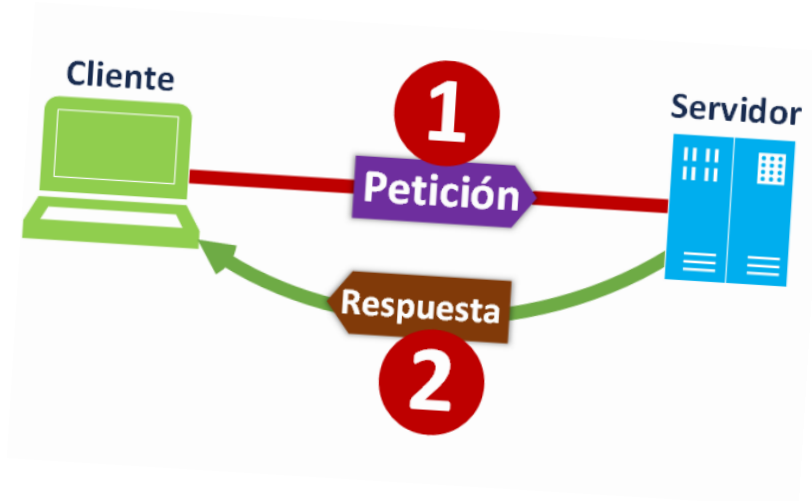 Cliente
1
Servidor
Petición
Respuesta
2